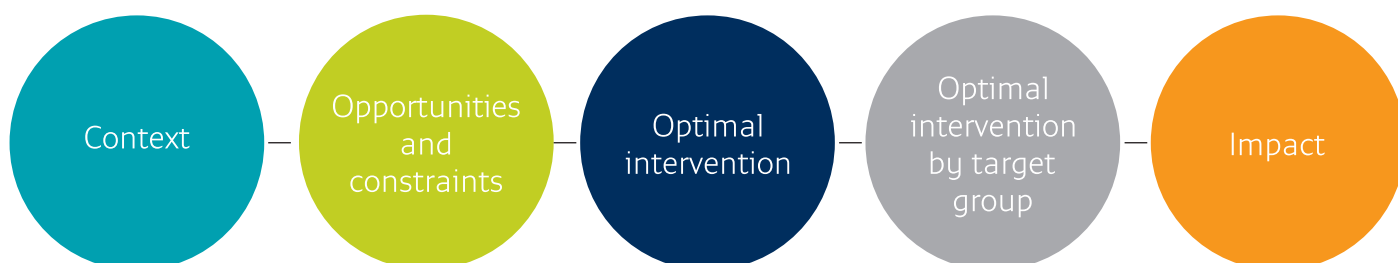 Context
Opportunities
and
constraints
Optimal
intervention
Optimal
intervention
by target
group
Impact